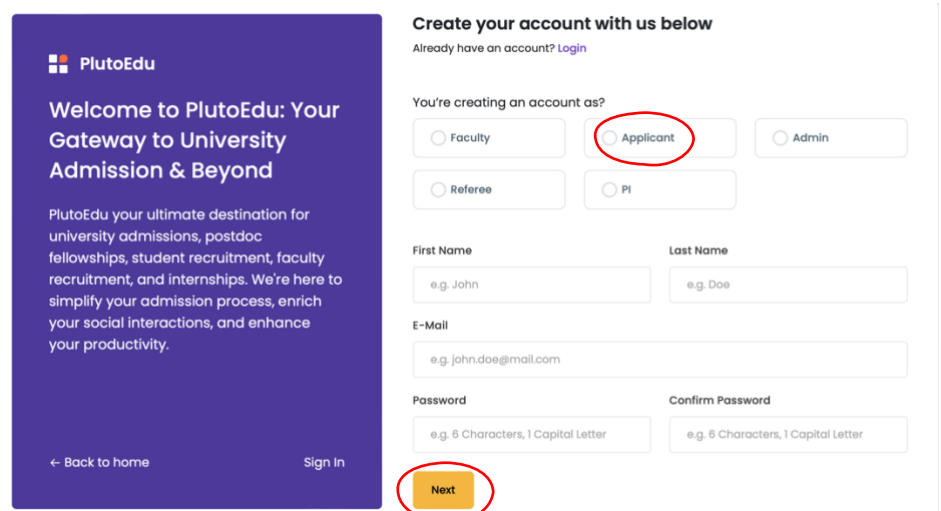 PlutoEdu
Welcome to PlutoEdu: Your
Gateway to University
Admission & Beyond
PlutoEdu your ultimate destination for
university admissions, postdoc
fellowships, student recruitment, faculty
recruitment, and internships. We're here to
simplify your admission process, enrich
your social interactions, and enhance
your productivity.
← Back to home Sign In
Create your account with us below
Already have an account? Login
You're creating an account as?
Faculty Applicant Admin
Referee PI
First Name Last Name
e.g. John e.g. Doe
E-Mail
e.g. john.doe@mail.com
Password Confirm Password
e.g. 6 Characters, 1 Capital Letter e.g. 6 Characters, 1 Capital Letter
Next